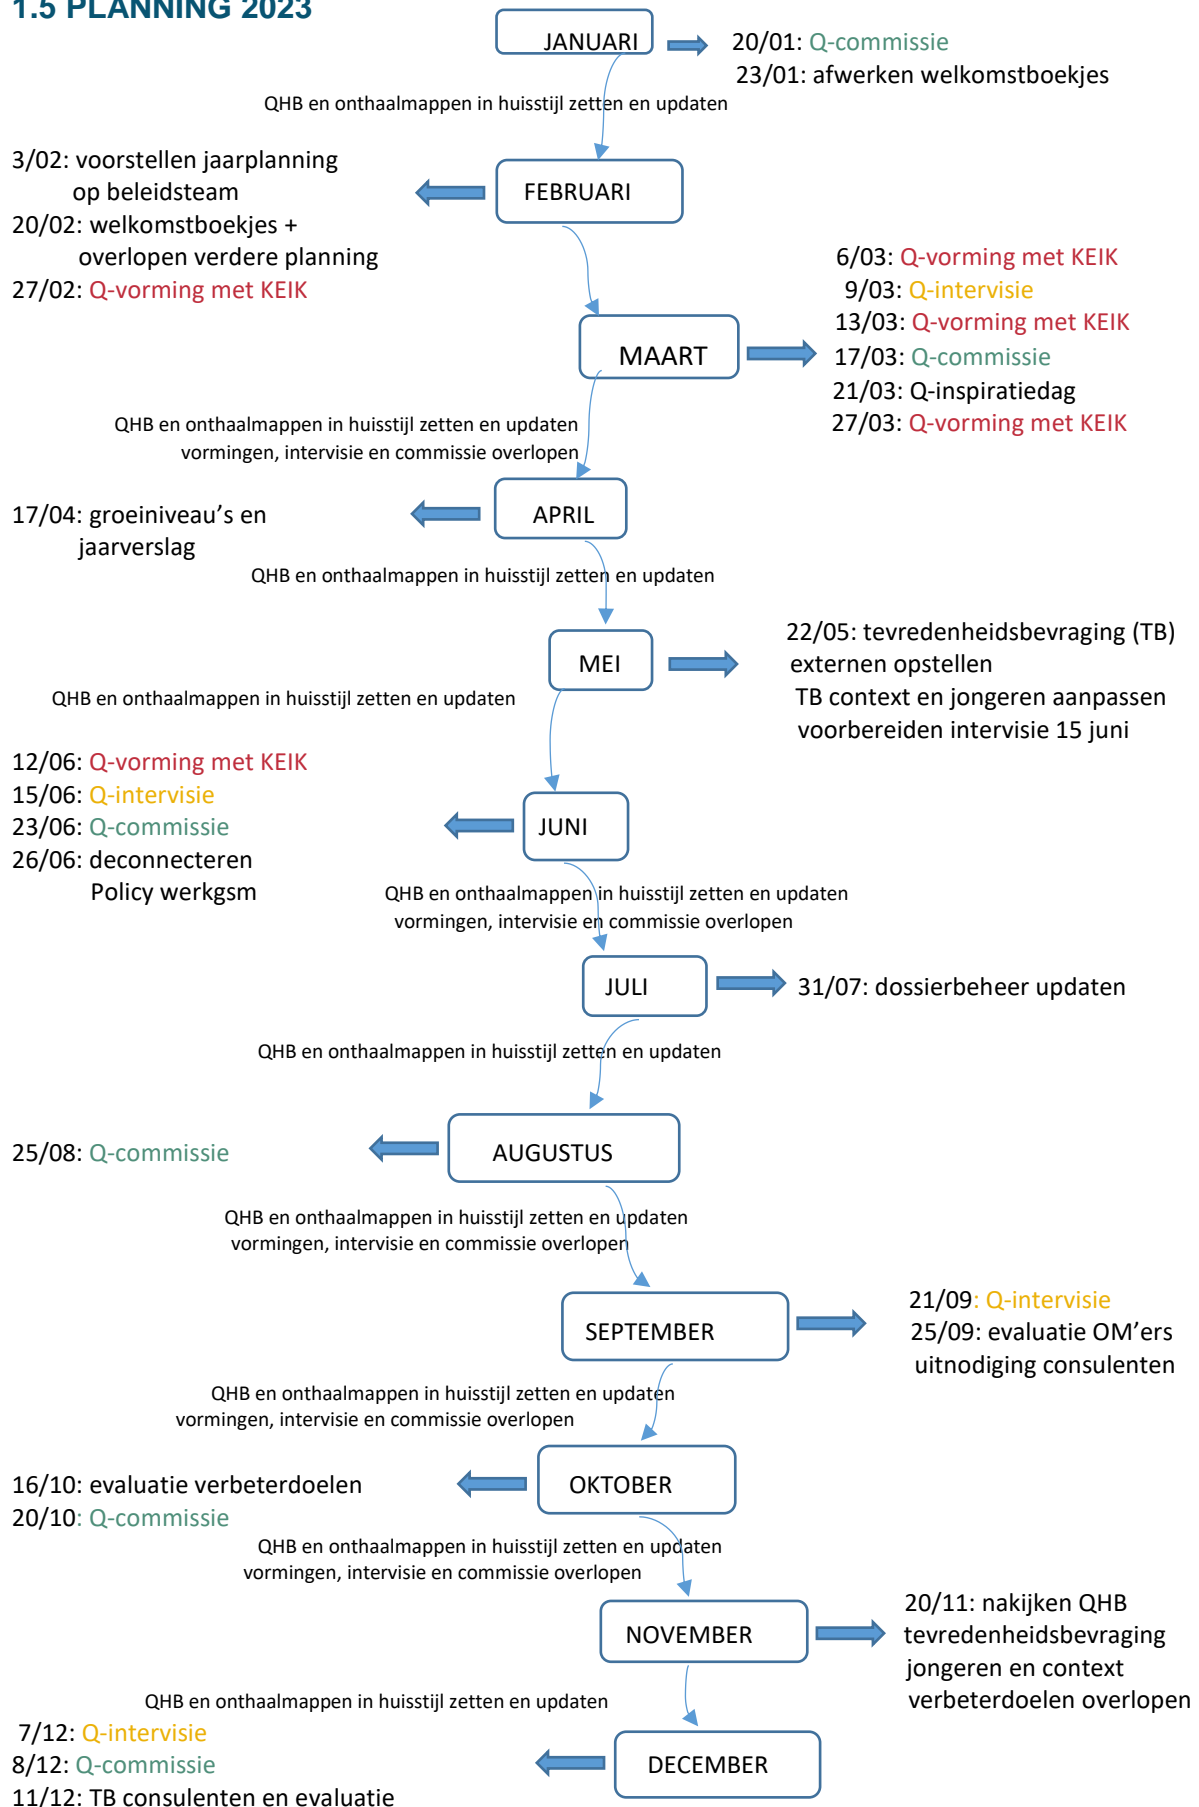 1.5 PLANNING 2023
JANUARI
20/01: Q-commissie
23/01: afwerken welkomstboekjes
QHB en onthaalmappen in huisstijl zetten en updaten
3/02: voorstellen jaarplanning
op beleidsteam
20/02: welkomstboekjes +
overlopen verdere planning
27/02: Q-vorming met KEIK
FEBRUARI
6/03: Q-vorming met KEIK
9/03: Q-intervisie
13/03: Q-vorming met KEIK
17/03: Q-commissie
21/03: Q-inspiratiedag
27/03: Q-vorming met KEIK
MAART
QHB en onthaalmappen in huisstijl zetten en updaten
vormingen, intervisie en commissie overlopen
17/04: groeiniveau’s en
jaarverslag
APRIL
QHB en onthaalmappen in huisstijl zetten en updaten
MEI
22/05: tevredenheidsbevraging (TB)
externen opstellen
TB context en jongeren aanpassen
voorbereiden intervisie 15 juni
QHB en onthaalmappen in huisstijl zetten en updaten
12/06: Q-vorming met KEIK
15/06: Q-intervisie
23/06: Q-commissie
26/06: deconnecteren
Policy werkgsm
JUNI
QHB en onthaalmappen in huisstijl zetten en updaten
vormingen, intervisie en commissie overlopen
JULI
31/07: dossierbeheer updaten
QHB en onthaalmappen in huisstijl zetten en updaten
25/08: Q-commissie
AUGUSTUS
QHB en onthaalmappen in huisstijl zetten en updaten
vormingen, intervisie en commissie overlopen
SEPTEMBER
21/09: Q-intervisie
25/09: evaluatie OM’ers
uitnodiging consulenten
QHB en onthaalmappen in huisstijl zetten en updaten
vormingen, intervisie en commissie overlopen
16/10: evaluatie verbeterdoelen
20/10: Q-commissie
OKTOBER
QHB en onthaalmappen in huisstijl zetten en updaten
vormingen, intervisie en commissie overlopen
NOVEMBER
20/11: nakijken QHB
tevredenheidsbevraging
jongeren en context
verbeterdoelen overlopen
QHB en onthaalmappen in huisstijl zetten en updaten
7/12: Q-intervisie
8/12: Q-commissie
11/12: TB consulenten en evaluatie
DECEMBER